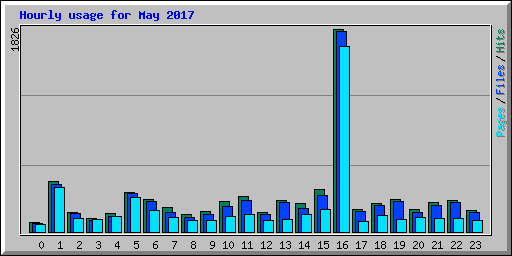 Hourly usage for May 2017
1826
Pages/Files/Hits
0 1 2 3 4 5 6 7 8 9 10 11 12 13 14 15 16 17 18 19 20 21 22 23